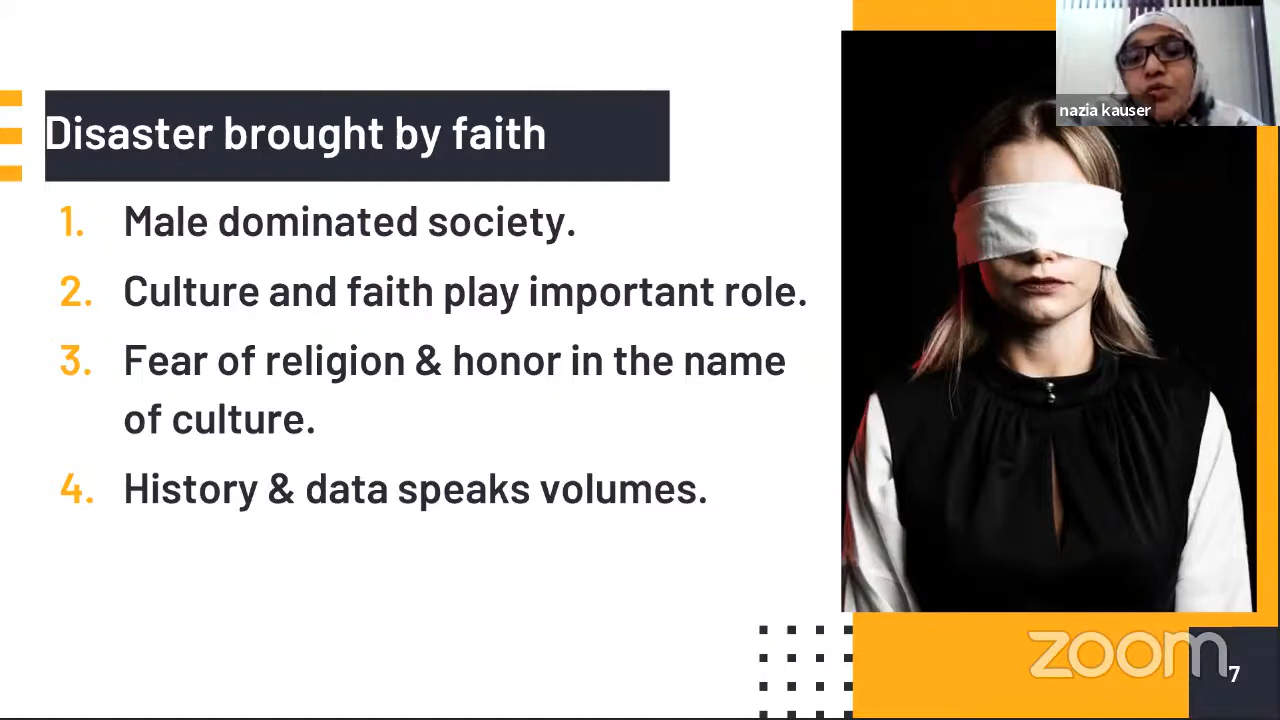 nazia kauser
Disaster brought by faith
1. Male dominated society.
2. Culture and faith play important role.
3. Fear of religion & honor in the name
of culture.
4. History & data speaks volumes.
zoom
7